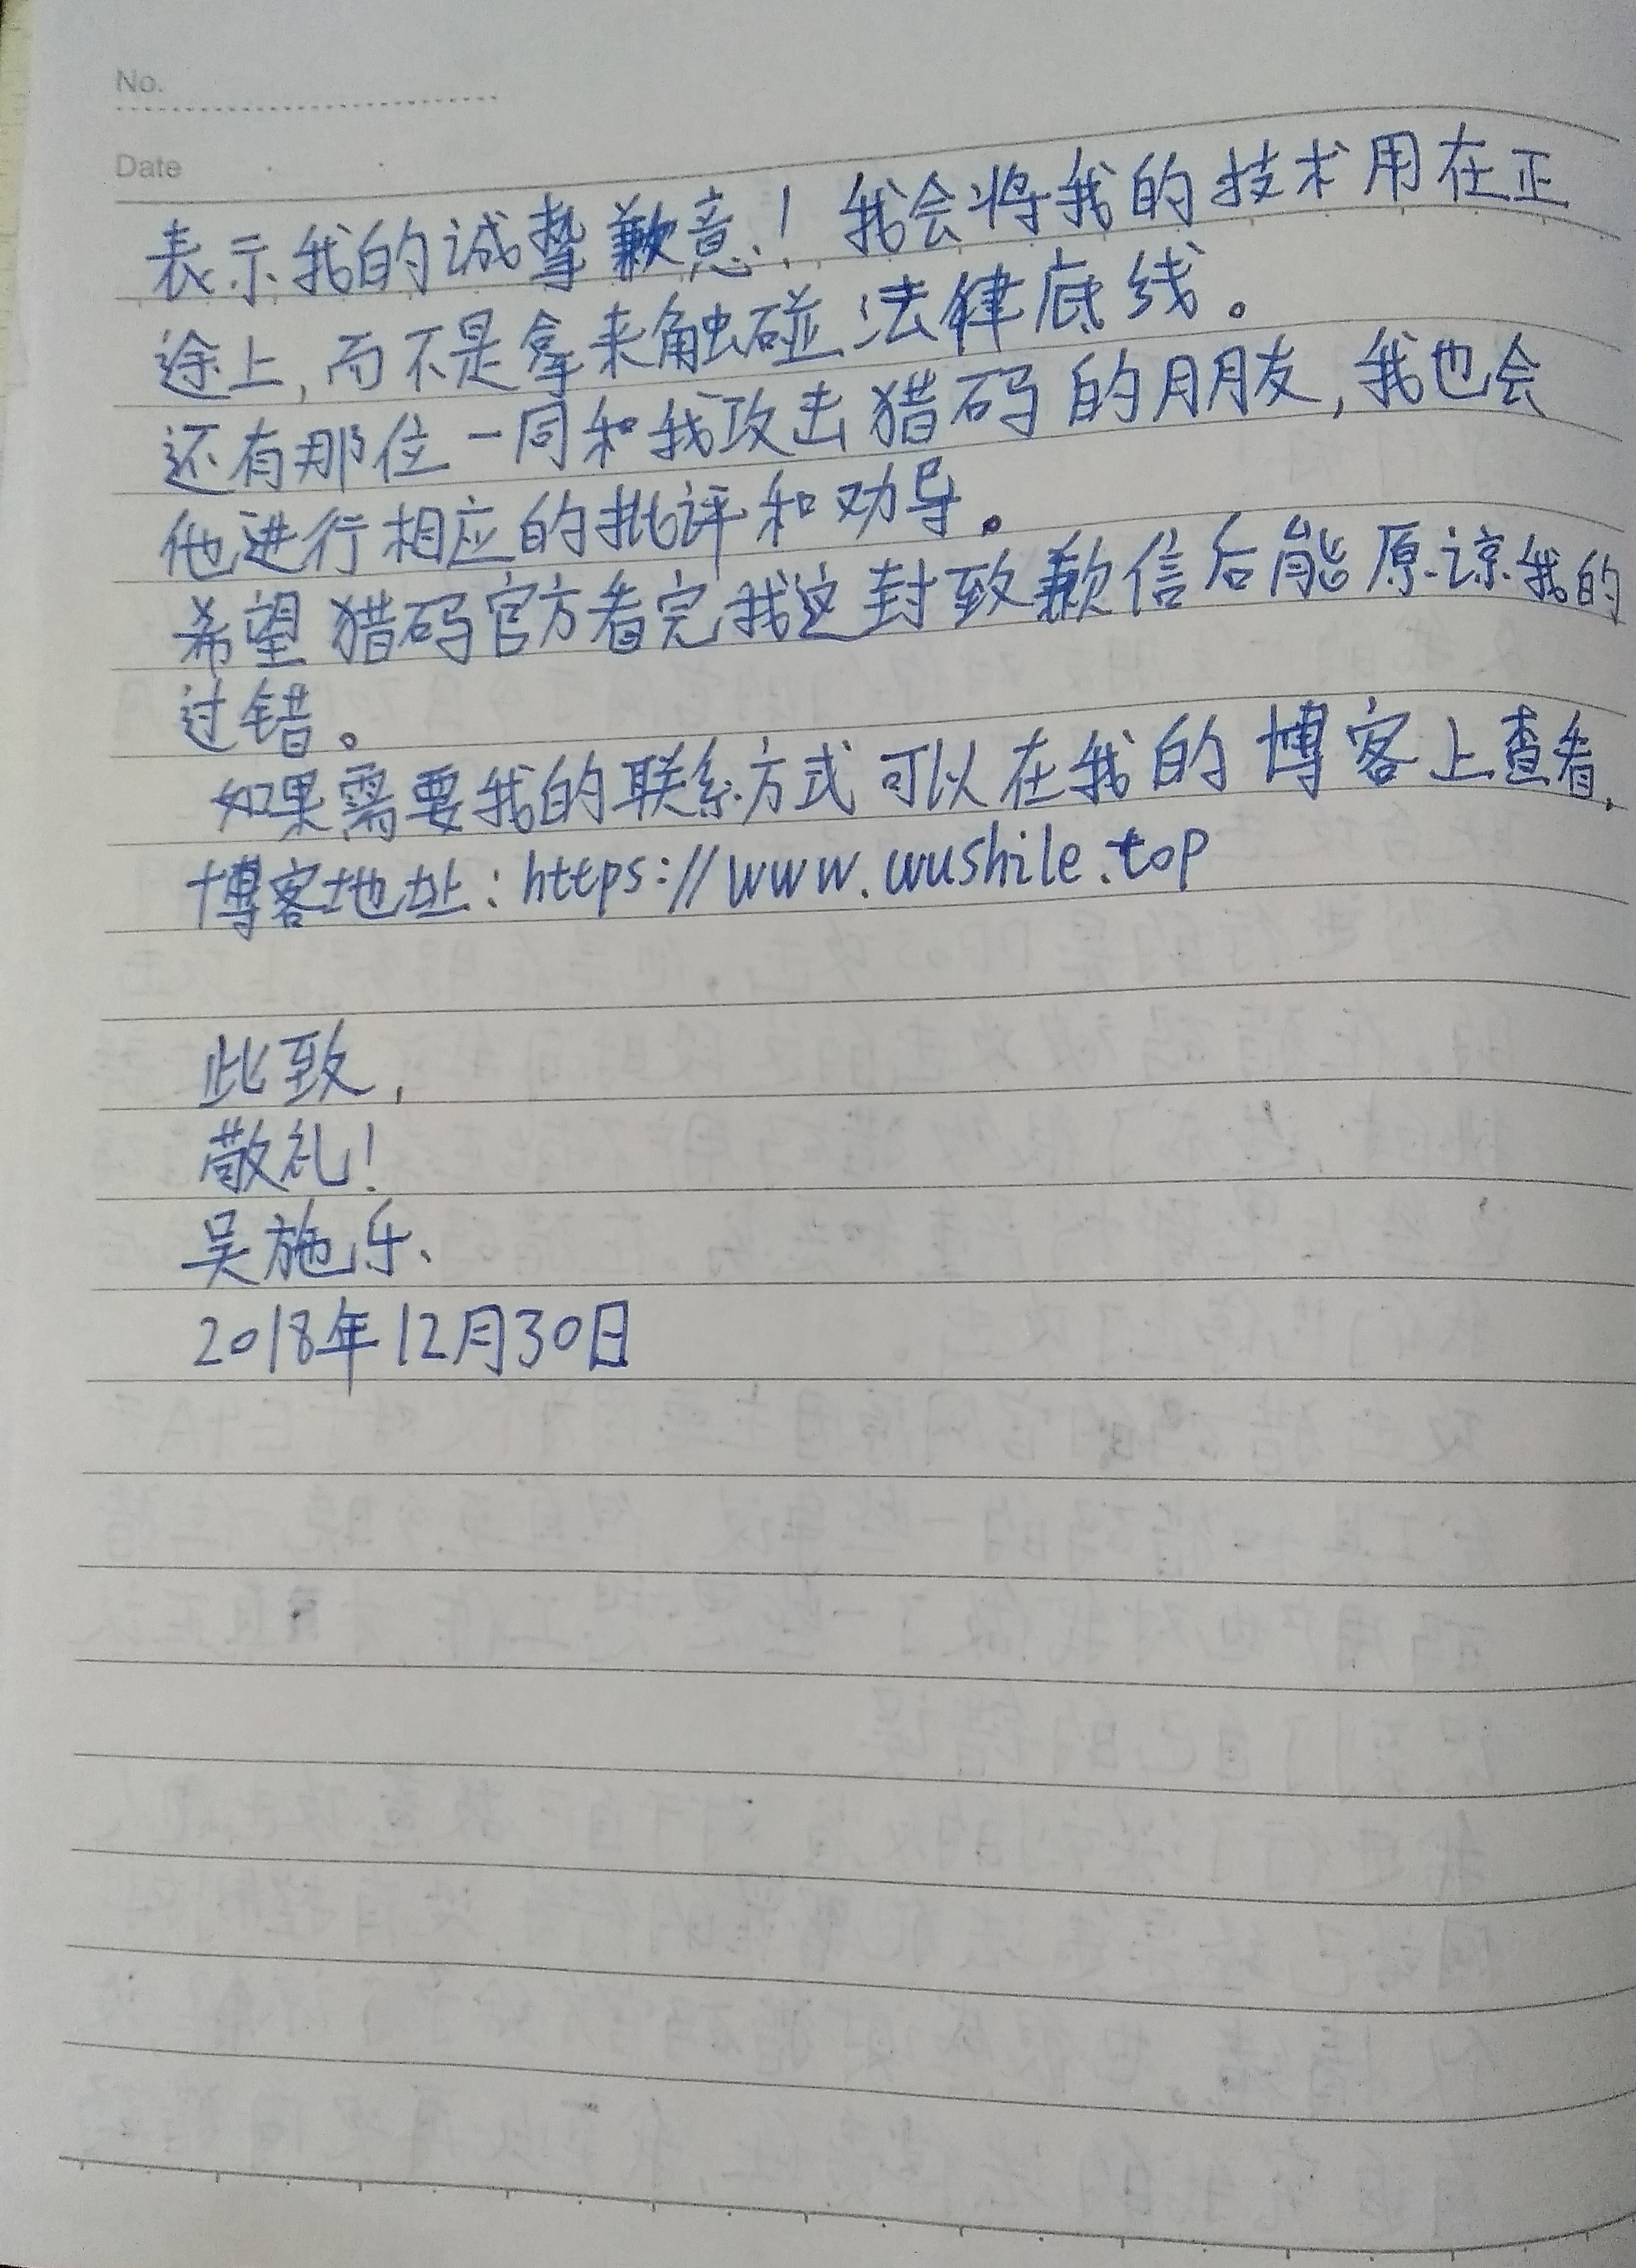 No.
Date
表示我的诚挚歉意！我会将我的技术用在正
途上,而不是拿来触碰法律底线。
还有那位一同和我攻击猎码的朋友,我也会
他进行相应的批评和劝导。
希望猎码官方看完我这封致歉信后能原谅我的
过错。
如果需要我的联系方式可以在我的博客上查看,
博客地址:https://www.wushile.top
此致,
敬礼!
吴施乐、
2018年12月30日